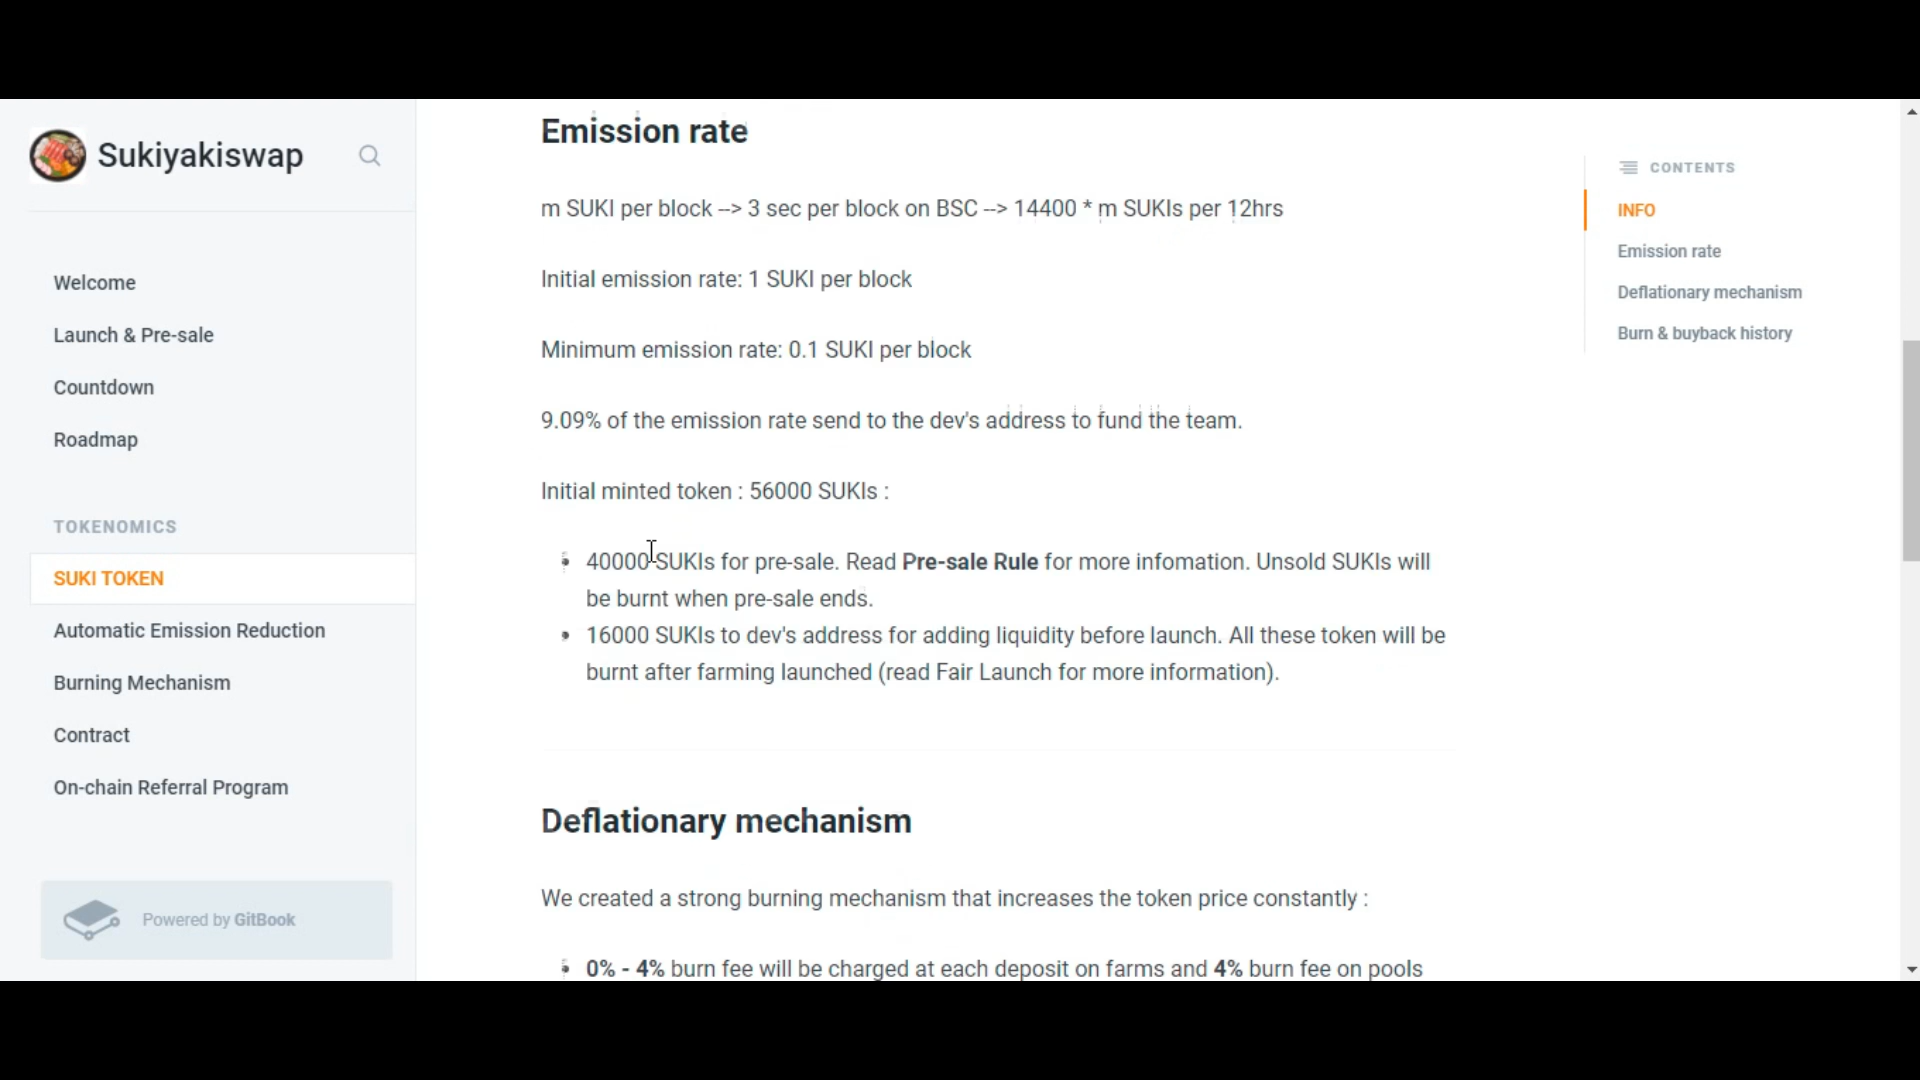 Sukiyakiswap
Welcome
Launch & Pre-sale
Countdown
Roadmap
TOKENOMICS
SUKI TOKEN
Automatic Emission Reduction
Burning Mechanism
Contract
On-chain Referral Program
Powered by GitBook
Emission rate
m SUKI per block --> 3 sec per block on BSC --> 14400 * m SUKIs per 12hrs
Initial emission rate: 1 SUKI per block
Minimum emission rate: 0.1 SUKI per block
9.09% of the emission rate send to the dev's address to fund the team.
Initial minted token : 56000 SUKIs :
• 40000 SUKIs for pre-sale. Read Pre-sale Rule for more infomation. Unsold SUKIs will
be burnt when pre-sale ends.
• 16000 SUKIs to dev's address for adding liquidity before launch. All these token will be
burnt after farming launched (read Fair Launch for more information).
Deflationary mechanism
We created a strong burning mechanism that increases the token price constantly :
• 0% - 4% burn fee will be charged at each deposit on farms and 4% burn fee on pools
CONTENTS
INFO
Emission rate
Deflationary mechanism
Burn & buyback history